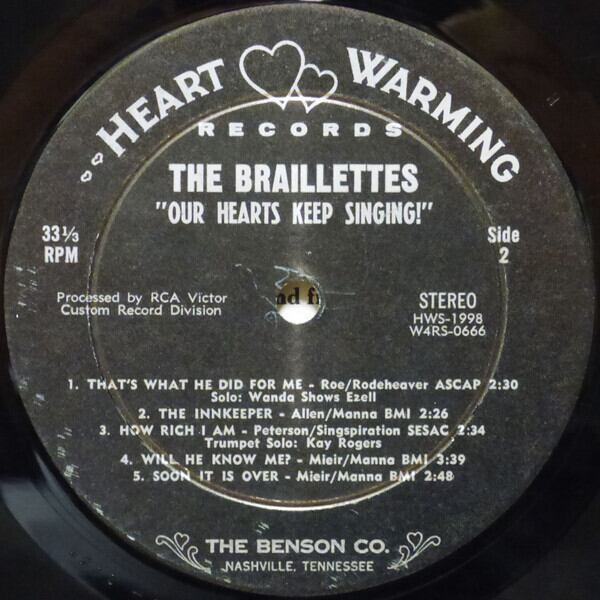 HEART WARMING
RECORDS
THE BRAILLETTES
"OUR HEARTS KEEP SINGING!"
33⅓
RPM
Side
2
Processed by RCA Victor
Custom Record Division
nd f
STEREO
HWS-1998
W4RS-0666
1. THAT'S WHAT HE DID FOR ME - Roe/Rodeheaver ASCAP 2:30
Solo: Wanda Shows Ezell
2. THE INNKEEPER - Allen/Manna BMI 2:26
3. HOW RICH I AM - Peterson/Singspiration SESAC 2:34
Trumpet Solo: Kay Rogers
4. WILL HE KNOW ME? - Mieir/Manna BMI 3:39
5. SOON IT IS OVER - Mieir/Manna BMI 2:48
THE BENSON CO.
NASHVILLE, TENNESSEE